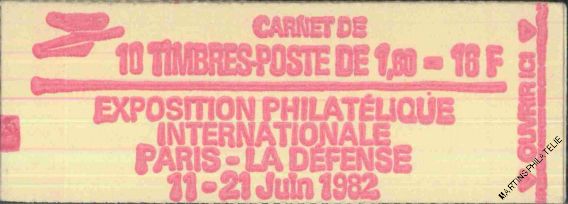 CARNET DE
10 TIMBRES-POSTE DE 1,60 - 16 F
EXPOSITION PHILATÉLIQUE
INTERNATIONALE
PARIS - LA DÉFENSE
11 - 21 Juin 1982
OUVRIR ICI
MARTINS PHILATELIE